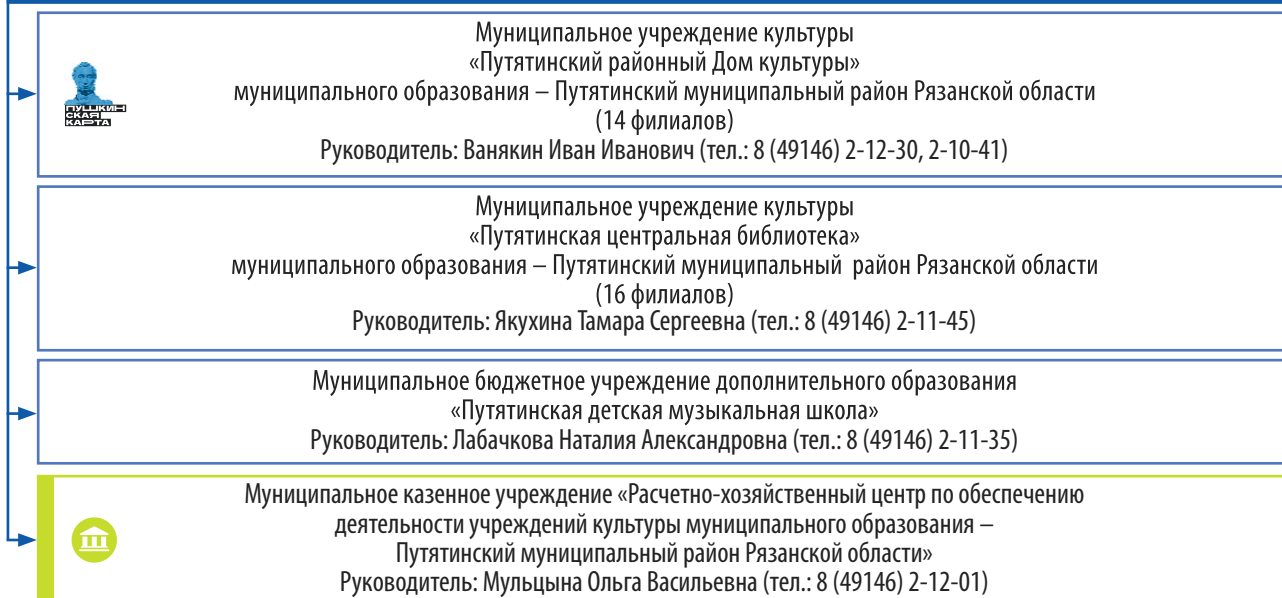 Муниципальное учреждение культуры
«Путятинский районный Дом культуры»
муниципального образования – Путятинский муниципальный район Рязанской области
(14 филиалов)
Руководитель: Ванякин Иван Иванович (тел.: 8 (49146) 2-12-30, 2-10-41)
ПУШКИН
СКАЯ
КАРТА
Муниципальное учреждение культуры
«Путятинская центральная библиотека»
муниципального образования – Путятинский муниципальный район Рязанской области
(16 филиалов)
Руководитель: Якухина Тамара Сергеевна (тел.: 8 (49146) 2-11-45)
Муниципальное бюджетное учреждение дополнительного образования
«Путятинская детская музыкальная школа»
Руководитель: Лабачкова Наталия Александровна (тел.: 8 (49146) 2-11-35)
Муниципальное казенное учреждение «Расчетно-хозяйственный центр по обеспечению
деятельности учреждений культуры муниципального образования –
Путятинский муниципальный район Рязанской области»
Руководитель: Мульцына Ольга Васильевна (тел.: 8 (49146) 2-12-01)